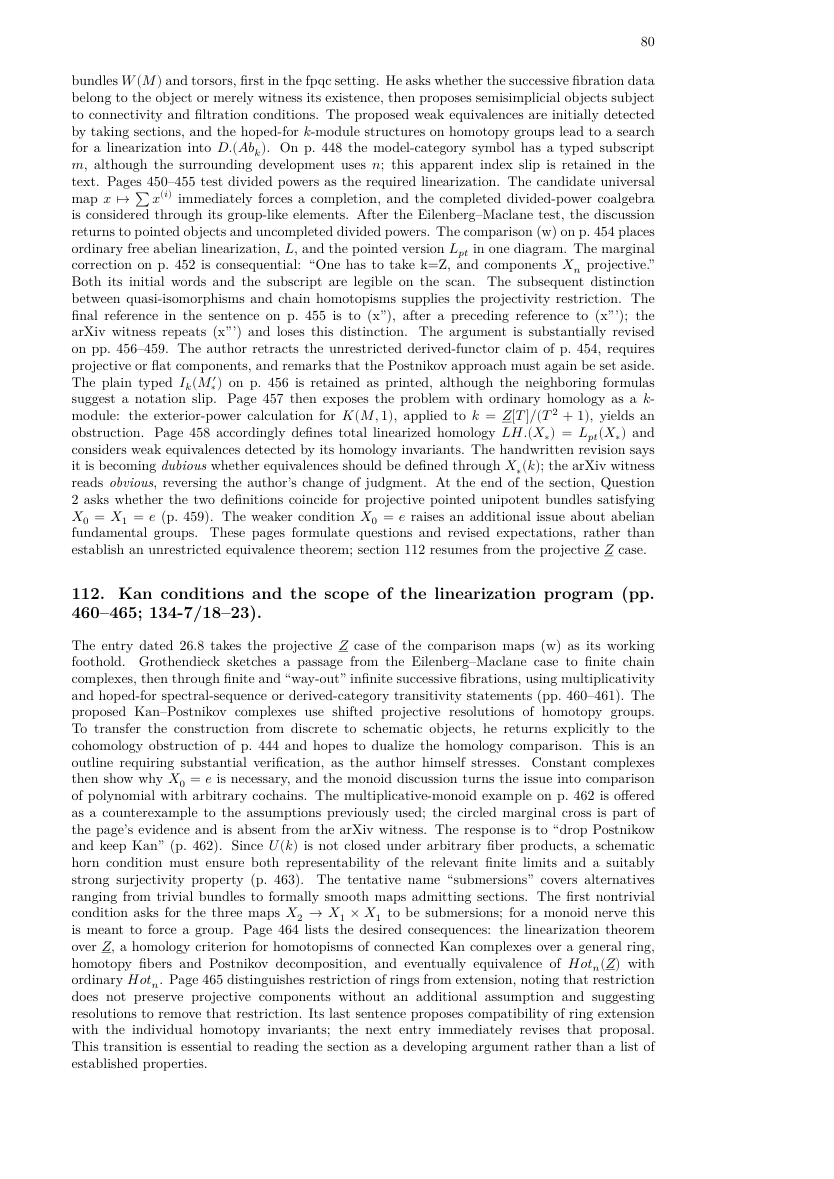 80
bundles W(M) and torsors, first in the fpqc setting. He asks whether the successive fibration data
belong to the object or merely witness its existence, then proposes semisimplicial objects subject
to connectivity and filtration conditions. The proposed weak equivalences are initially detected
by taking sections, and the hoped-for k-module structures on homotopy groups lead to a search
for a linearization into D.(Ab_k). On p. 448 the model-category symbol has a typed subscript
m, although the surrounding development uses n; this apparent index slip is retained in the
text. Pages 450–455 test divided powers as the required linearization. The candidate universal
map x ↦ ∑ x^(i) immediately forces a completion, and the completed divided-power coalgebra
is considered through its group-like elements. After the Eilenberg–Maclane test, the discussion
returns to pointed objects and uncompleted divided powers. The comparison (w) on p. 454 places
ordinary free abelian linearization, L, and the pointed version L_pt in one diagram. The marginal
correction on p. 452 is consequential: “One has to take k=Z, and components X_n projective.”
Both its initial words and the subscript are legible on the scan. The subsequent distinction
between quasi-isomorphisms and chain homotopisms supplies the projectivity restriction. The
final reference in the sentence on p. 455 is to (x”), after a preceding reference to (x”’); the
arXiv witness repeats (x”’) and loses this distinction. The argument is substantially revised
on pp. 456–459. The author retracts the unrestricted derived-functor claim of p. 454, requires
projective or flat components, and remarks that the Postnikov approach must again be set aside.
The plain typed I_k(M′_*) on p. 456 is retained as printed, although the neighboring formulas
suggest a notation slip. Page 457 then exposes the problem with ordinary homology as a k-
module: the exterior-power calculation for K(M, 1), applied to k = Z[T]/(T² + 1), yields an
obstruction. Page 458 accordingly defines total linearized homology LH.(X_*) = L_pt(X_*) and
considers weak equivalences detected by its homology invariants. The handwritten revision says
it is becoming dubious whether equivalences should be defined through X_*(k); the arXiv witness
reads obvious, reversing the author’s change of judgment. At the end of the section, Question
2 asks whether the two definitions coincide for projective pointed unipotent bundles satisfying
X_0 = X_1 = e (p. 459). The weaker condition X_0 = e raises an additional issue about abelian
fundamental groups. These pages formulate questions and revised expectations, rather than
establish an unrestricted equivalence theorem; section 112 resumes from the projective Z case.
112. Kan conditions and the scope of the linearization program (pp.
460–465; 134-7/18–23).
The entry dated 26.8 takes the projective Z case of the comparison maps (w) as its working
foothold. Grothendieck sketches a passage from the Eilenberg–Maclane case to finite chain
complexes, then through finite and “way-out” infinite successive fibrations, using multiplicativity
and hoped-for spectral-sequence or derived-category transitivity statements (pp. 460–461). The
proposed Kan–Postnikov complexes use shifted projective resolutions of homotopy groups.
To transfer the construction from discrete to schematic objects, he returns explicitly to the
cohomology obstruction of p. 444 and hopes to dualize the homology comparison. This is an
outline requiring substantial verification, as the author himself stresses. Constant complexes
then show why X_0 = e is necessary, and the monoid discussion turns the issue into comparison
of polynomial with arbitrary cochains. The multiplicative-monoid example on p. 462 is offered
as a counterexample to the assumptions previously used; the circled marginal cross is part of
the page’s evidence and is absent from the arXiv witness. The response is to “drop Postnikow
and keep Kan” (p. 462). Since U(k) is not closed under arbitrary fiber products, a schematic
horn condition must ensure both representability of the relevant finite limits and a suitably
strong surjectivity property (p. 463). The tentative name “submersions” covers alternatives
ranging from trivial bundles to formally smooth maps admitting sections. The first nontrivial
condition asks for the three maps X_2 → X_1 × X_1 to be submersions; for a monoid nerve this
is meant to force a group. Page 464 lists the desired consequences: the linearization theorem
over Z, a homology criterion for homotopisms of connected Kan complexes over a general ring,
homotopy fibers and Postnikov decomposition, and eventually equivalence of Hot_n(Z) with
ordinary Hot_n. Page 465 distinguishes restriction of rings from extension, noting that restriction
does not preserve projective components without an additional assumption and suggesting
resolutions to remove that restriction. Its last sentence proposes compatibility of ring extension
with the individual homotopy invariants; the next entry immediately revises that proposal.
This transition is essential to reading the section as a developing argument rather than a list of
established properties.